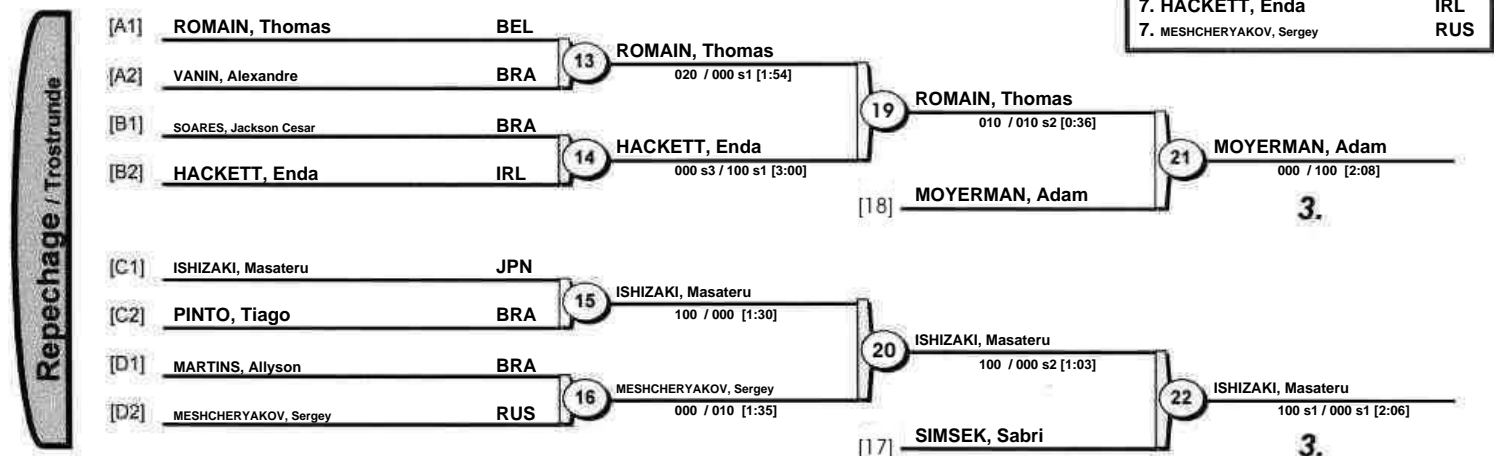 7. HACKETT, Enda IRL
7. MESHCHERYAKOV, Sergey RUS
Repechage / Trostrunde
[A1] ROMAIN, Thomas BEL
[A2] VANIN, Alexandre BRA
13
ROMAIN, Thomas
020 / 000 s1 [1:54]
[B1] SOARES, Jackson Cesar BRA
[B2] HACKETT, Enda IRL
14
HACKETT, Enda
000 s3 / 100 s1 [3:00]
19
ROMAIN, Thomas
010 / 010 s2 [0:36]
[18] MOYERMAN, Adam
21
MOYERMAN, Adam
000 / 100 [2:08]
3.
[C1] ISHIZAKI, Masateru JPN
[C2] PINTO, Tiago BRA
15
ISHIZAKI, Masateru
100 / 000 [1:30]
[D1] MARTINS, Allyson BRA
[D2] MESHCHERYAKOV, Sergey RUS
16
MESHCHERYAKOV, Sergey
000 / 010 [1:35]
20
ISHIZAKI, Masateru
100 / 000 s2 [1:03]
[17] SIMSEK, Sabri
22
ISHIZAKI, Masateru
100 s1 / 000 s1 [2:06]
3.